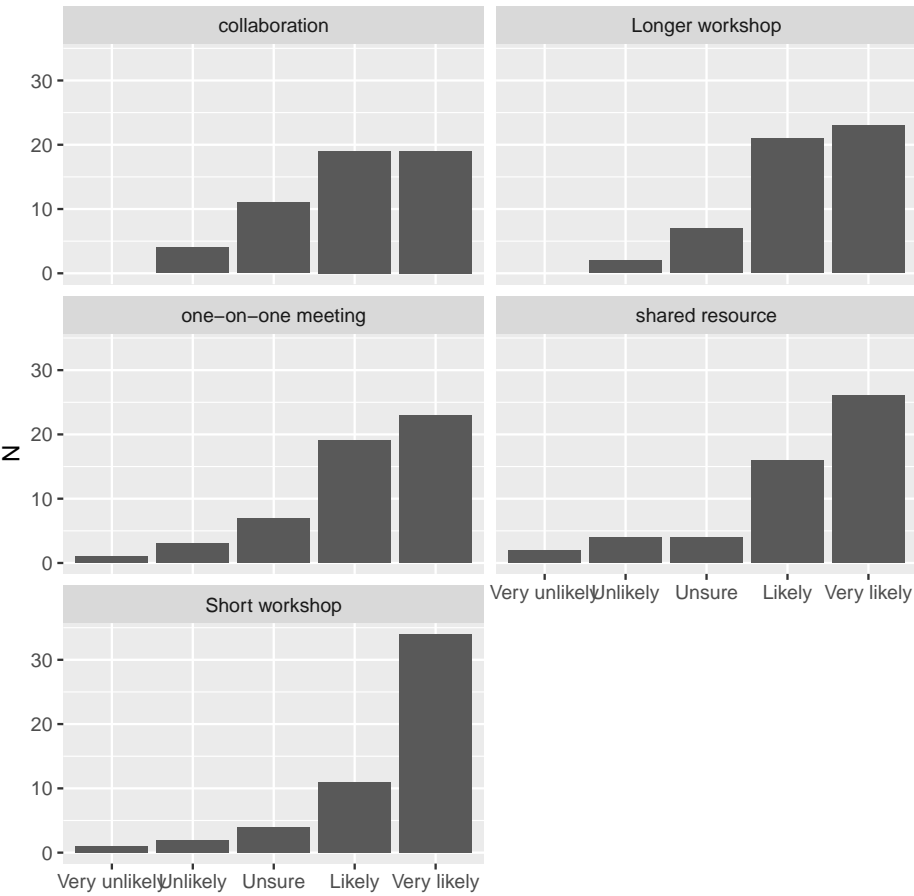 collaboration
Longer workshop
30
20
10
0
one−on−one meeting
shared resource
30
20
10
0
N
Very unlikely Unlikely Unsure Likely Very likely
Short workshop
30
20
10
0
Very unlikely Unlikely Unsure Likely Very likely